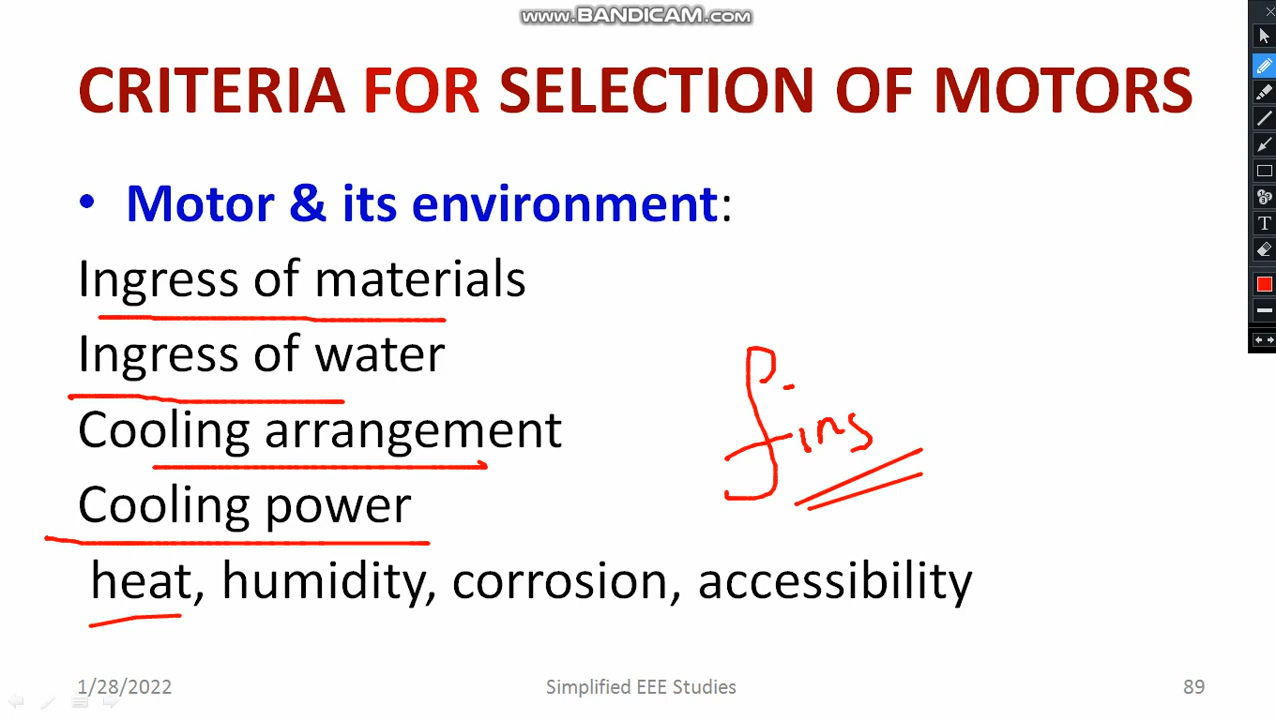 www.BANDICAM.com
CRITERIA FOR SELECTION OF MOTORS
• Motor & its environment:
Ingress of materials
Ingress of water
fins
Cooling arrangement
Cooling power
heat, humidity, corrosion, accessibility
1/28/2022 Simplified EEE Studies 89